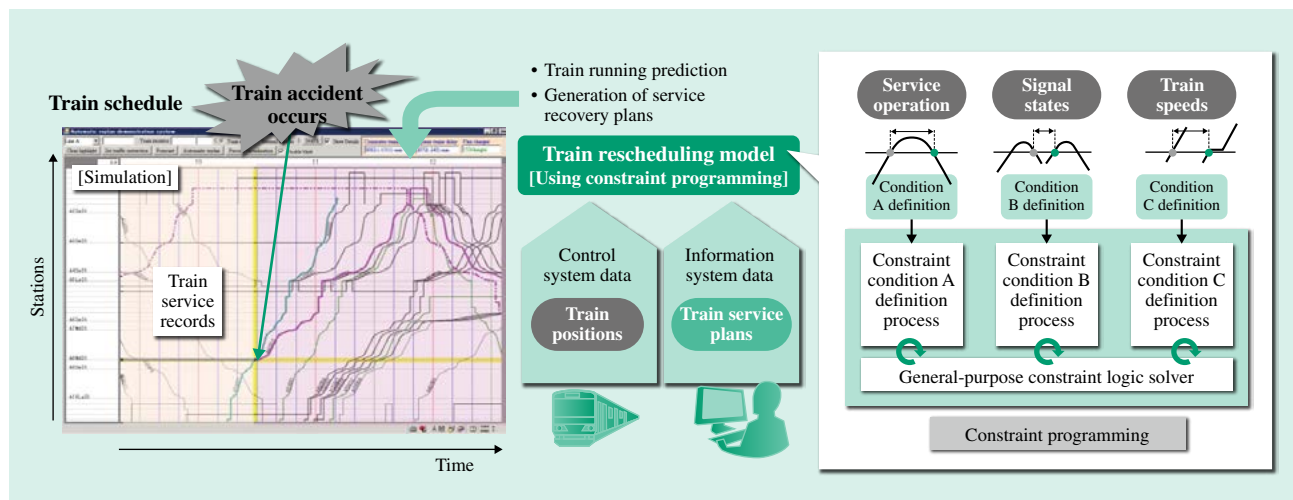 Train schedule
Train accident
occurs
• Train running prediction
• Generation of service
recovery plans
[Simulation]
Train
service
records
Stations
Time
Train rescheduling model
[Using constraint programming]
Control
system data
Train
positions
Information
system data
Train service
plans
Service
operation
Signal
states
Train
speeds
Condition
A definition
Condition
B definition
Condition
C definition
Constraint
condition A
definition
process
Constraint
condition B
definition
process
Constraint
condition C
definition
process
General-purpose constraint logic solver
Constraint programming